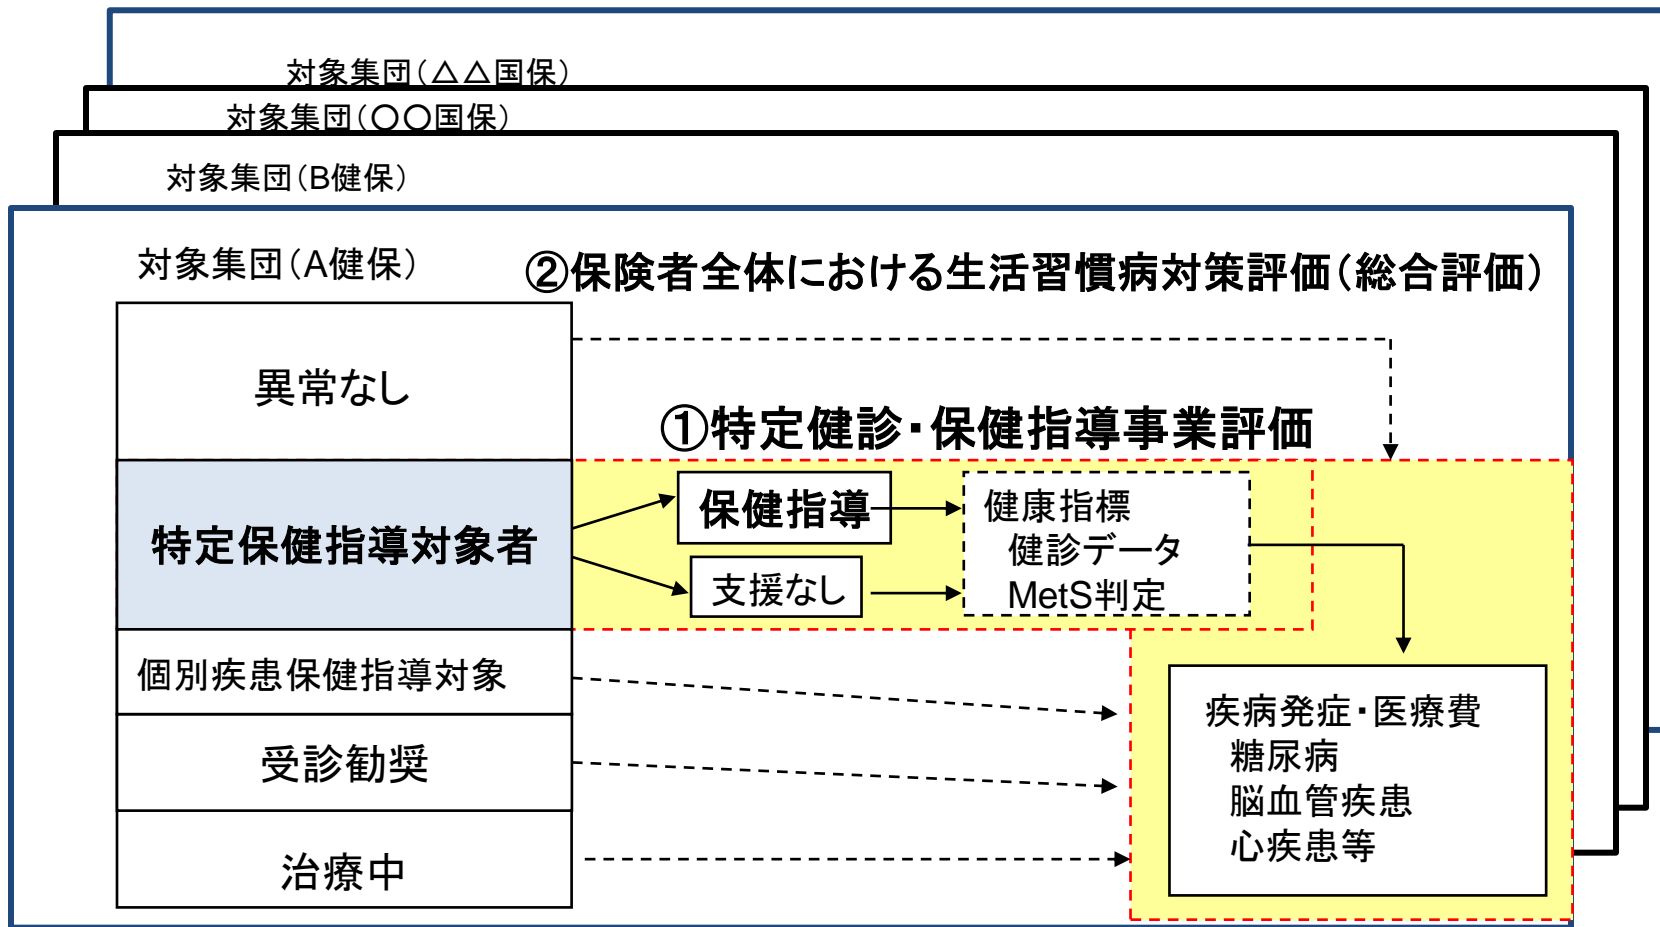 対象集団(△△国保)
対象集団(○○国保)
対象集団(B健保)
対象集団(A健保)
②保険者全体における生活習慣病対策評価(総合評価)
異常なし
①特定健診・保健指導事業評価
特定保健指導対象者
保健指導
支援なし
健康指標
健診データ
MetS判定
個別疾患保健指導対象
受診勧奨
治療中
疾病発症・医療費
糖尿病
脳血管疾患
心疾患等